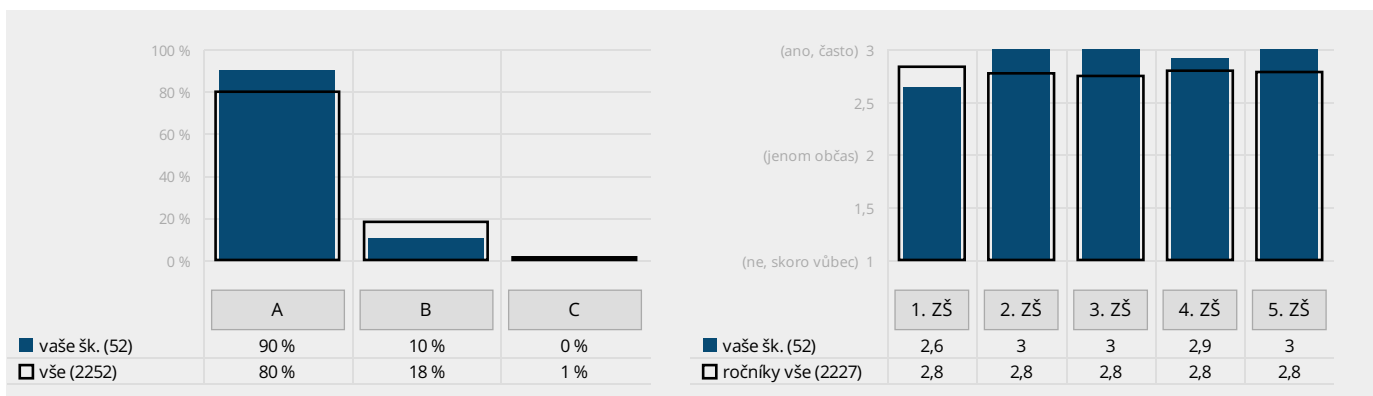 100 %
80 %
60 %
40 %
20 %
0 %
A B C
vaše šk. (52) 90 % 10 % 0 %
vše (2252) 80 % 18 % 1 %
(ano, často) 3
2,5
(jenom občas) 2
1,5
(ne, skoro vůbec) 1
1. ZŠ 2. ZŠ 3. ZŠ 4. ZŠ 5. ZŠ
vaše šk. (52) 2,6 3 3 2,9 3
ročníky vše (2227) 2,8 2,8 2,8 2,8 2,8